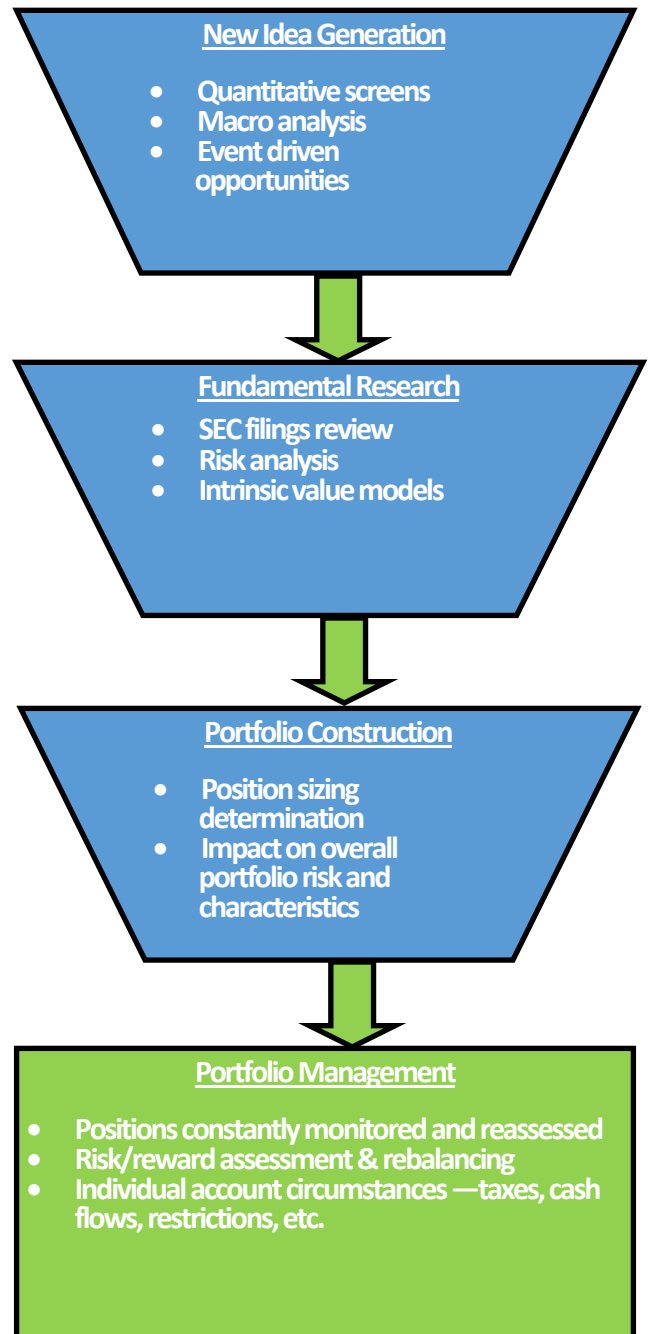 New Idea Generation
• Quantitative screens
• Macro analysis
• Event driven
opportunities
Fundamental Research
• SEC filings review
• Risk analysis
• Intrinsic value models
Portfolio Construction
• Position sizing
determination
• Impact on overall
portfolio risk and
characteristics
Portfolio Management
• Positions constantly monitored and reassessed
• Risk/reward assessment & rebalancing
• Individual account circumstances —taxes, cash
flows, restrictions, etc.